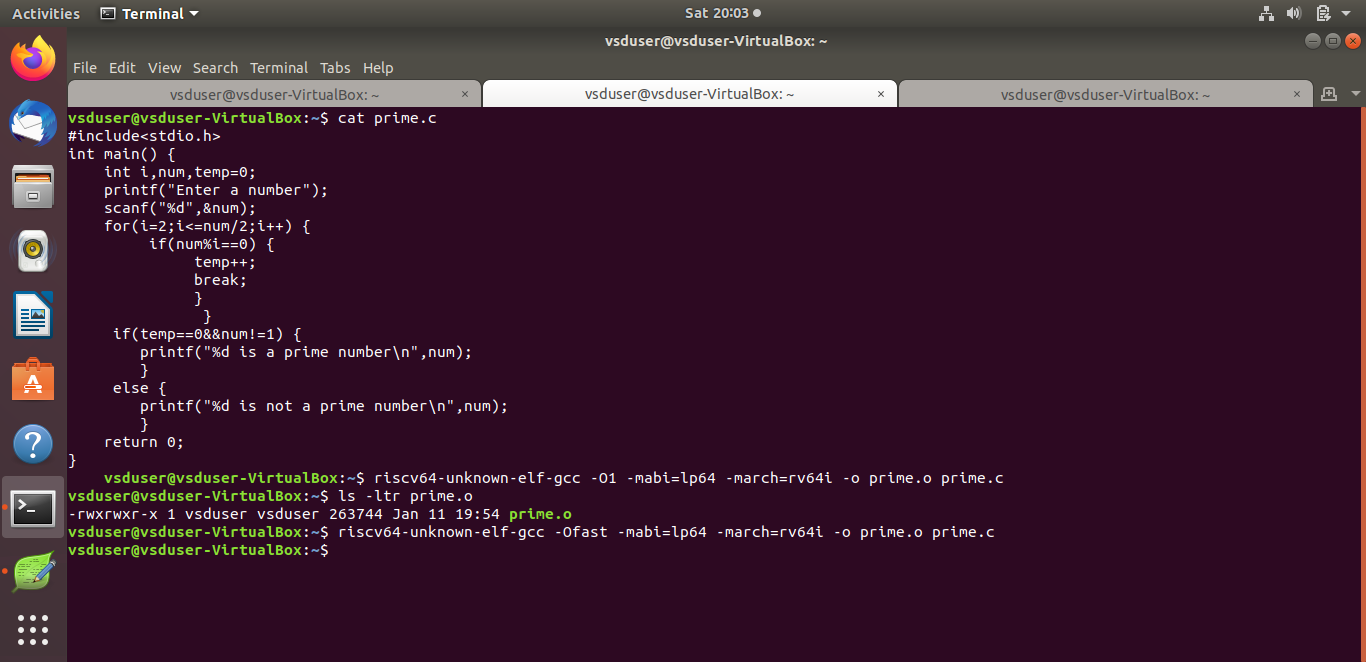 Activities Terminal Sat 20:03
vsduser@vsduser-VirtualBox: ~
File Edit View Search Terminal Tabs Help
vsduser@vsduser-VirtualBox: ~ × vsduser@vsduser-VirtualBox: ~ × vsduser@vsduser-VirtualBox: ~ ×
vsduser@vsduser-VirtualBox:~$ cat prime.c
#include<stdio.h>
int main() {
    int i,num,temp=0;
    printf("Enter a number");
    scanf("%d",&num);
    for(i=2;i<=num/2;i++) {
         if(num%i==0) {
              temp++;
              break;
              }
               }
     if(temp==0&&num!=1) {
        printf("%d is a prime number\n",num);
        }
     else {
        printf("%d is not a prime number\n",num);
        }
    return 0;
}
    vsduser@vsduser-VirtualBox:~$ riscv64-unknown-elf-gcc -O1 -mabi=lp64 -march=rv64i -o prime.o prime.c
vsduser@vsduser-VirtualBox:~$ ls -ltr prime.o
-rwxrwxr-x 1 vsduser vsduser 263744 Jan 11 19:54 prime.o
vsduser@vsduser-VirtualBox:~$ riscv64-unknown-elf-gcc -Ofast -mabi=lp64 -march=rv64i -o prime.o prime.c
vsduser@vsduser-VirtualBox:~$